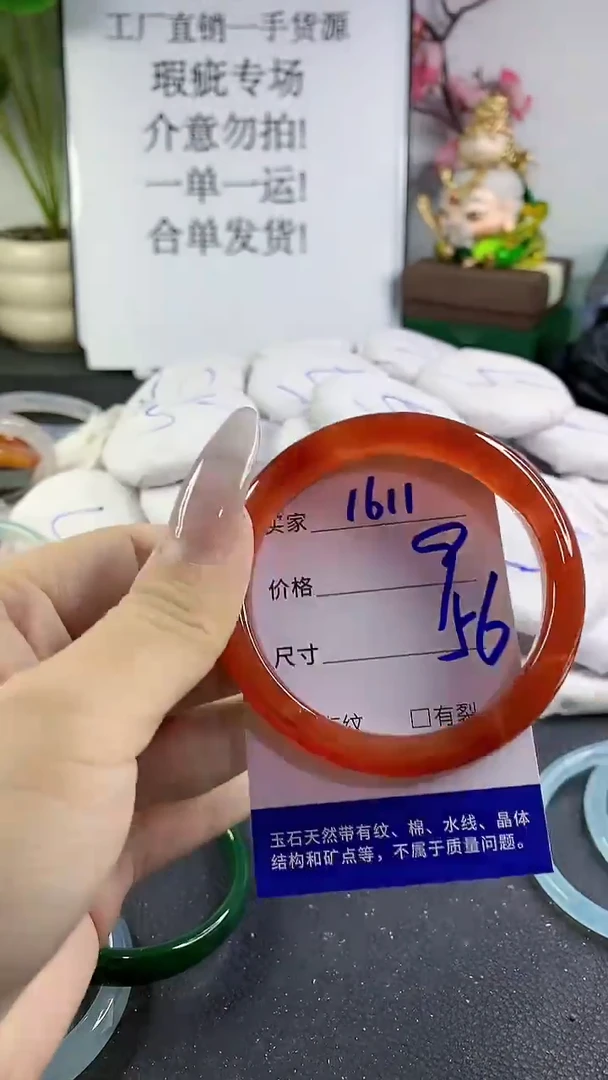 工厂直销一手货源
瑕疵专场
介意勿拍!
一单一运!
合单发货!
买家 1611
价格 9
尺寸 56
纹 □有裂
玉石天然带有纹、棉、水线、晶体
结构和矿点等，不属于质量问题。